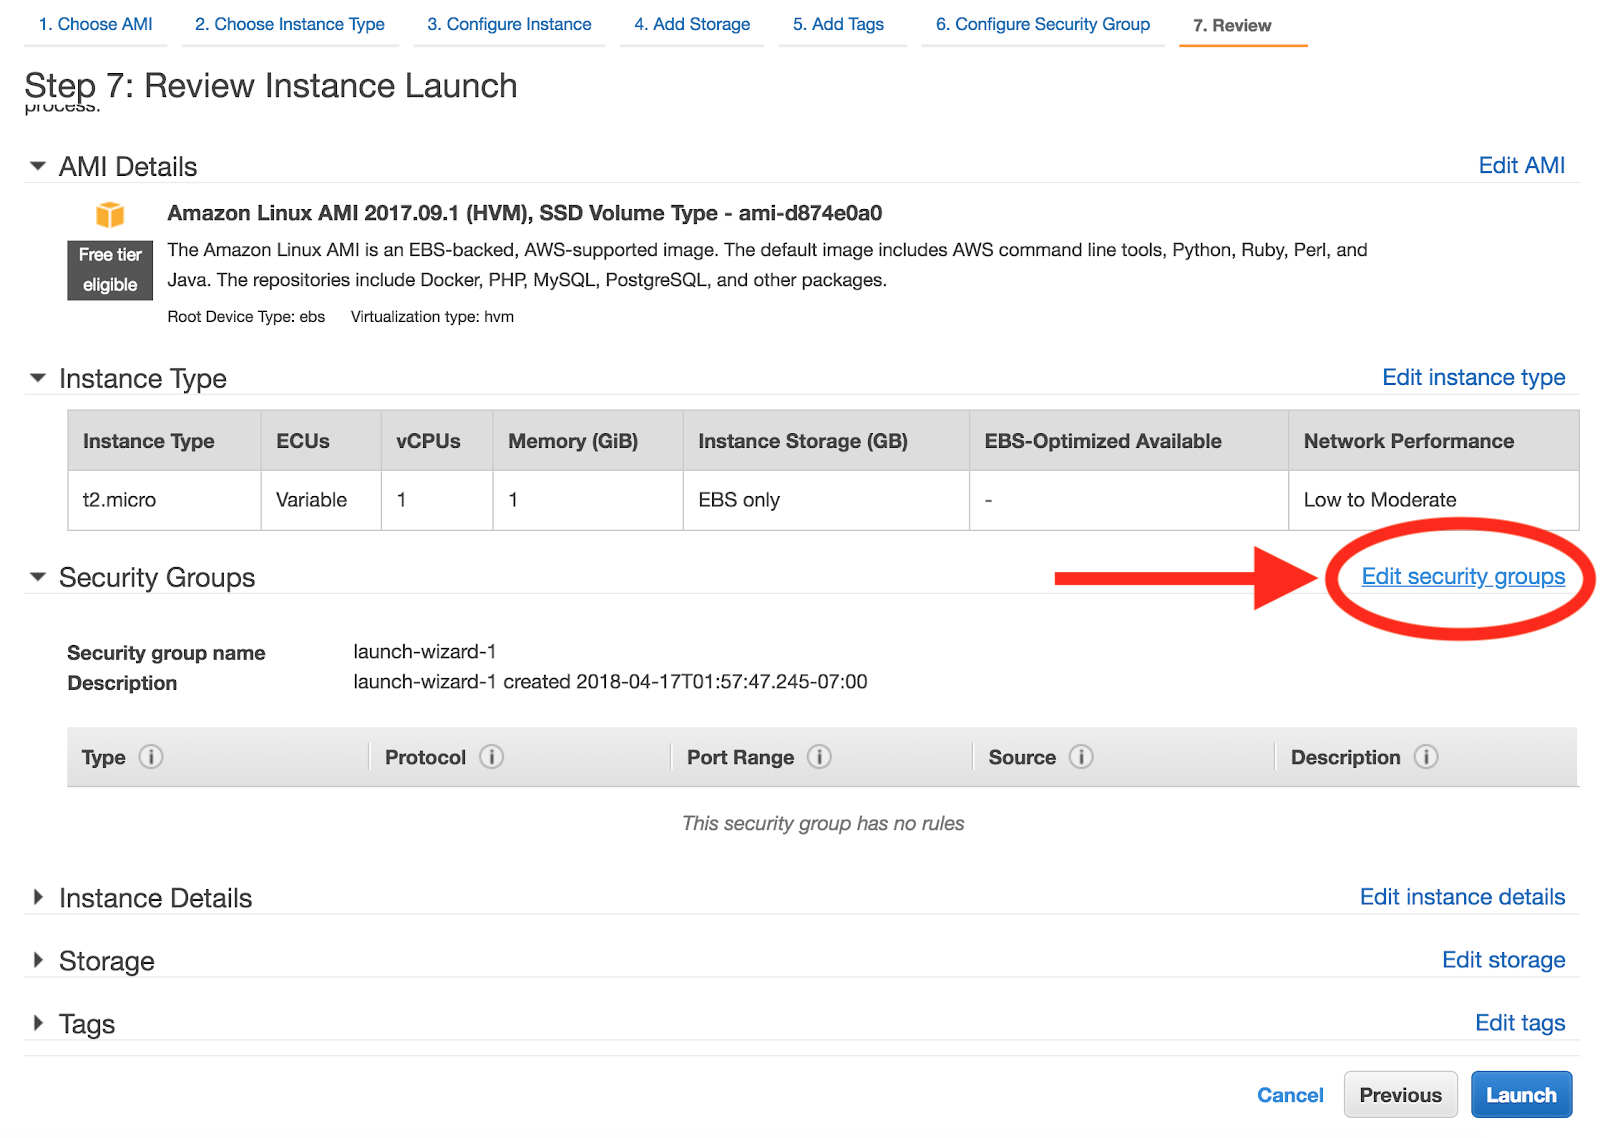 1. Choose AMI 2. Choose Instance Type 3. Configure Instance 4. Add Storage 5. Add Tags 6. Configure Security Group 7. Review
Step 7: Review Instance Launch
process.
AMI Details Edit AMI
Amazon Linux AMI 2017.09.1 (HVM), SSD Volume Type - ami-d874e0a0
Free tier eligible
The Amazon Linux AMI is an EBS-backed, AWS-supported image. The default image includes AWS command line tools, Python, Ruby, Perl, and
Java. The repositories include Docker, PHP, MySQL, PostgreSQL, and other packages.
Root Device Type: ebs Virtualization type: hvm
Instance Type Edit instance type
Instance Type ECUs vCPUs Memory (GiB) Instance Storage (GB) EBS-Optimized Available Network Performance
t2.micro Variable 1 1 EBS only - Low to Moderate
Security Groups Edit security groups
Security group name launch-wizard-1
Description launch-wizard-1 created 2018-04-17T01:57:47.245-07:00
Type i Protocol i Port Range i Source i Description i
This security group has no rules
Instance Details Edit instance details
Storage Edit storage
Tags Edit tags
Cancel Previous Launch